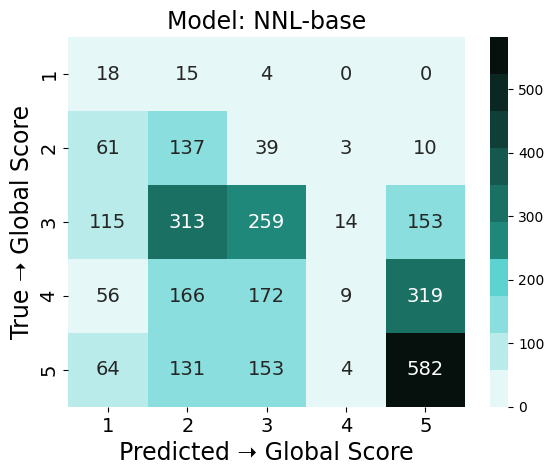 Model: NNL-base
1 18 15 4 0 0
2 61 137 39 3 10
3 115 313 259 14 153
4 56 166 172 9 319
5 64 131 153 4 582
1 2 3 4 5
True → Global Score
Predicted → Global Score
500
400
300
200
100
0